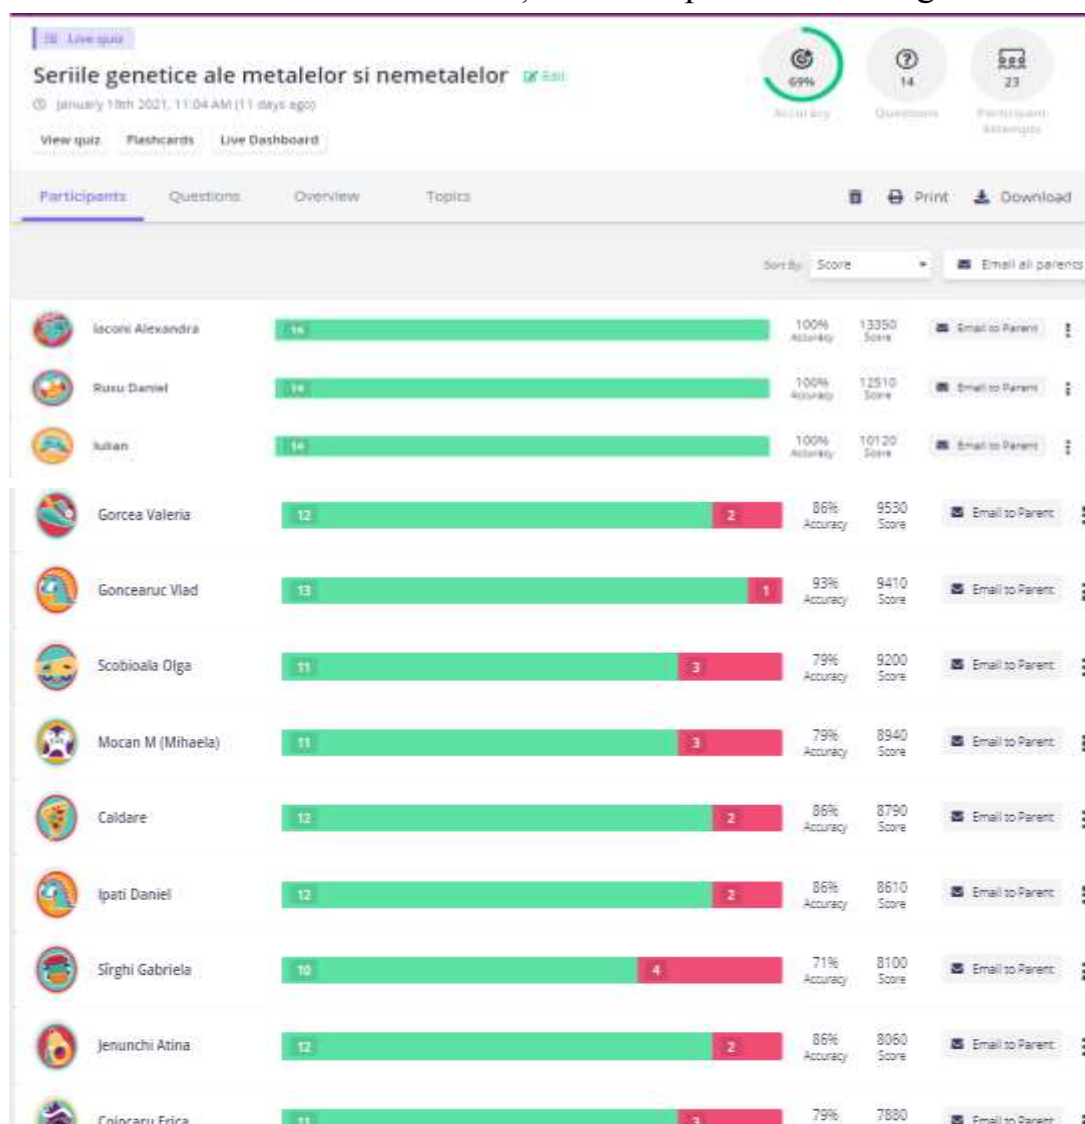 Live quiz
Seriile genetice ale metalelor si nemetalelor Edit
January 19th 2021, 11:04 AM (11 days ago)
View quiz Flashcards Live Dashboard
69% Accuracy
14 Questions
23 Participant Attempts
Participants Questions Overview Topics Print Download
Sort By Score Email all parents
Iaconi Alexandra 14 100% Accuracy 13350 Score Email to Parent
Rusu Daniel 14 100% Accuracy 12510 Score Email to Parent
Iulian 14 100% Accuracy 10120 Score Email to Parent
Gorcea Valeria 12 2 86% Accuracy 9530 Score Email to Parent
Goncearuc Vlad 13 1 93% Accuracy 9410 Score Email to Parent
Scobioala Olga 11 3 79% Accuracy 9200 Score Email to Parent
Mocan M (Mihaela) 11 3 79% Accuracy 8940 Score Email to Parent
Caldare 12 2 86% Accuracy 8790 Score Email to Parent
Ipati Daniel 12 2 86% Accuracy 8610 Score Email to Parent
Sîrghi Gabriela 10 4 71% Accuracy 8100 Score Email to Parent
Jenunchi Atina 12 2 86% Accuracy 8060 Score Email to Parent
Cojocaru Erica 11 3 79% 7880 Email to Parent